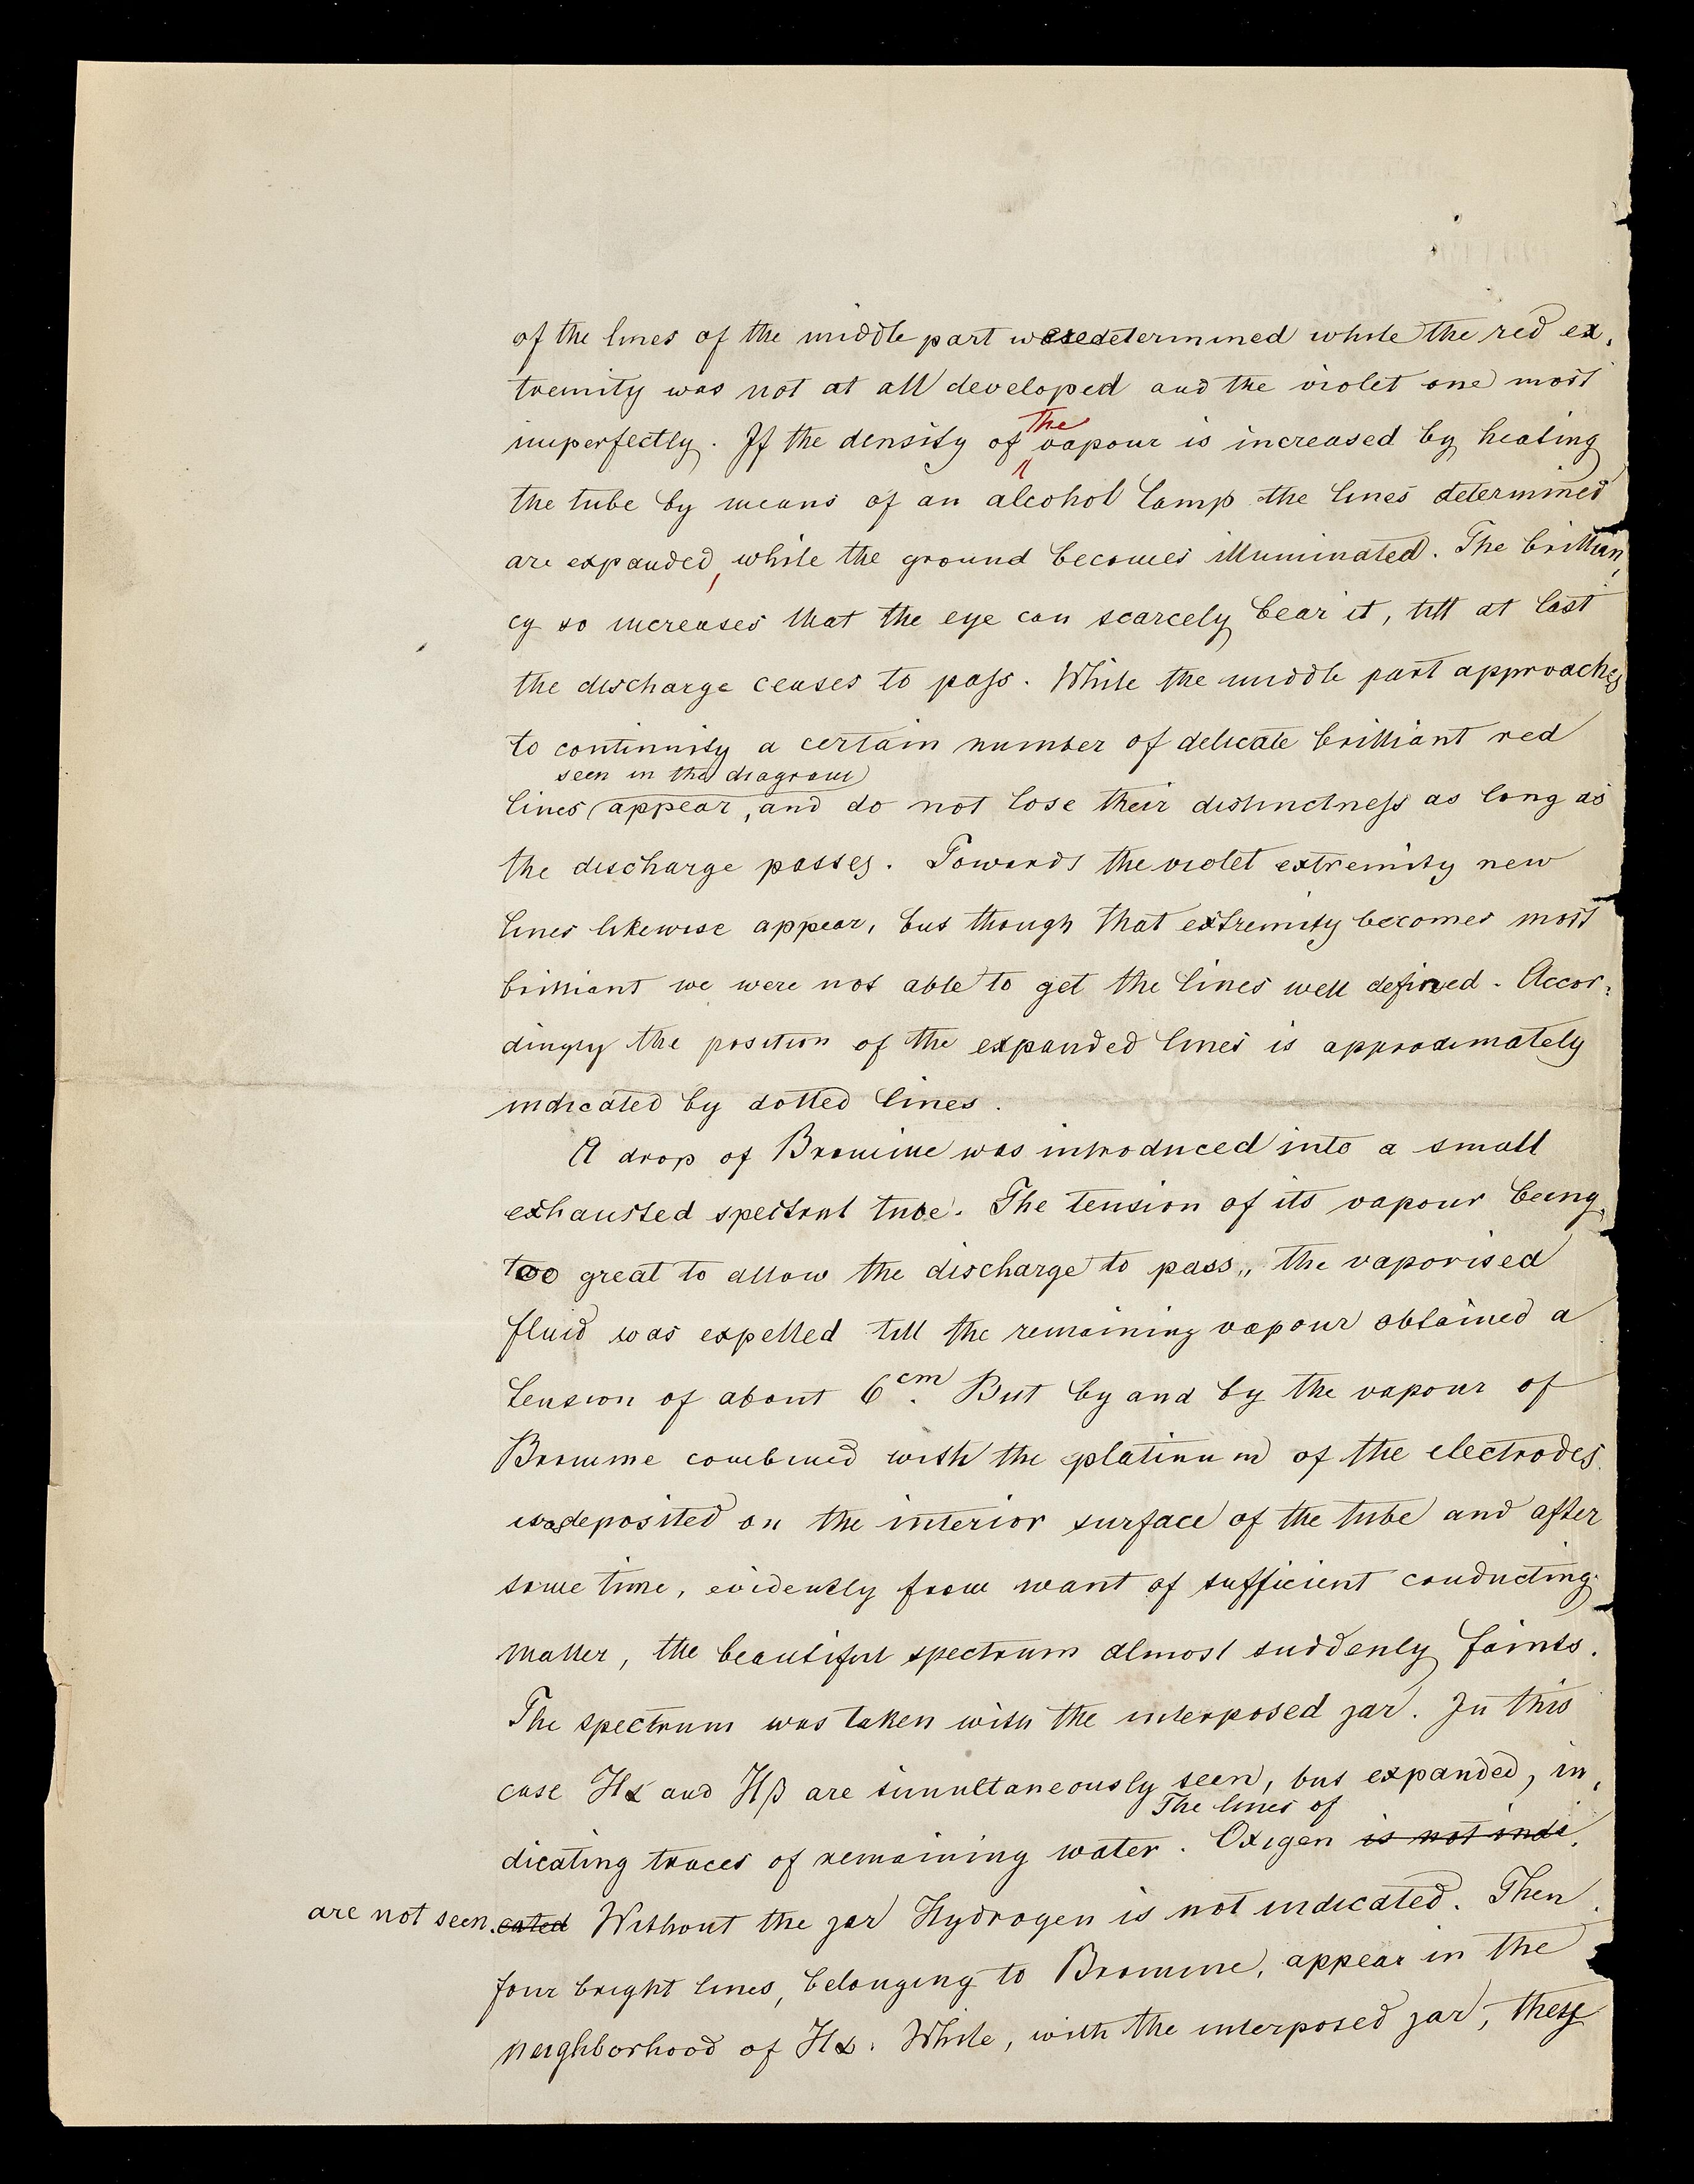 of the lines of the middle part were determined while the red ex-
tremity was not at all developed and the violet one most
imperfectly. If the density of the vapour is increased by heating
the tube by means of an alcohol lamp the lines determined
are expanded, while the ground becomes illuminated. The brillian-
cy so increases that the eye can scarcely bear it, till at last
the discharge ceases to pass. While the middle part approaches
to continuity a certain number of delicate brilliant red
seen in the diagram
lines appear, and do not lose their distinctness as long as
the discharge passes. Towards the violet extremity new
lines likewise appear, but though that extremity becomes most
brilliant we were not able to get the lines well defined. Accor-
dingly the position of the expanded lines is approximately
indicated by dotted lines.
A drop of Bromine was introduced into a small
exhausted spectral tube. The tension of its vapour being
too great to allow the discharge to pass, the vaporised
fluid was expelled till the remaining vapour obtained a
tension of about 6cm. But by and by the vapour of
Bromine combined with the platinum of the electrodes
was deposited on the interior surface of the tube and after
some time, evidently from want of sufficient conducting
matter, the beautiful spectrum almost suddenly faints.
The spectrum was taken with the interposed jar. In this
case Hα and Hβ are simultaneously seen, but expanded, in-
The lines of
dicating traces of remaining water. Oxigen is not indi-
are not seen. cated Without the jar Hydrogen is not indicated. Then
four bright lines, belonging to Bromine, appear in the
neighborhood of Hα. While, with the interposed jar, these